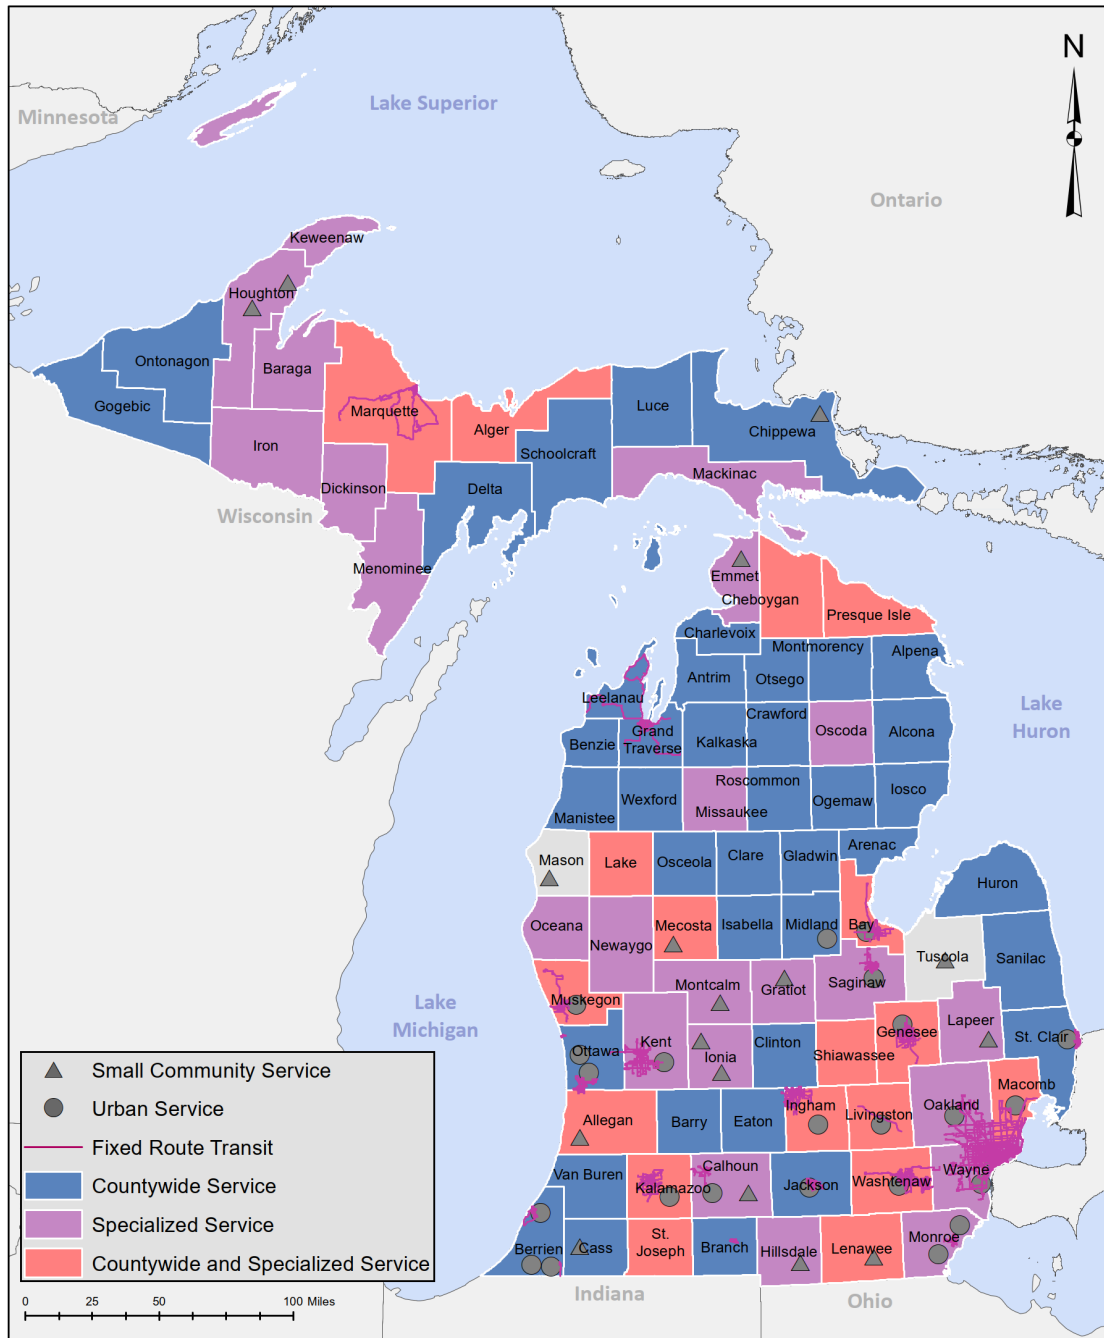 N
Lake Superior
Minnesota
Ontario
Keweenaw
Houghton
Ontonagon
Baraga
Gogebic
Marquette
Luce
Alger
Chippewa
Iron
Schoolcraft
Mackinac
Dickinson
Delta
Wisconsin
Menominee
Emmet
Cheboygan
Presque Isle
Charlevoix
Montmorency
Alpena
Antrim
Otsego
Leelanau
Lake
Huron
Crawford
Grand
Traverse
Oscoda
Alcona
Benzie
Kalkaska
Roscommon
Iosco
Wexford
Ogemaw
Missaukee
Manistee
Arenac
Mason
Lake
Osceola
Clare
Gladwin
Huron
Oceana
Mecosta
Isabella
Midland
Bay
Newaygo
Tuscola
Sanilac
Montcalm
Gratiot
Saginaw
Muskegon
Lake
Michigan
Lapeer
Genesee
St. Clair
Ottawa
Kent
Ionia
Clinton
Shiawassee
Macomb
Allegan
Barry
Eaton
Ingham
Livingston
Oakland
Van Buren
Calhoun
Kalamazoo
Jackson
Washtenaw
Wayne
Berrien
Cass
St.
Joseph
Branch
Hillsdale
Lenawee
Monroe
Indiana
Ohio
Small Community Service
Urban Service
Fixed Route Transit
Countywide Service
Specialized Service
Countywide and Specialized Service
0 25 50 100 Miles